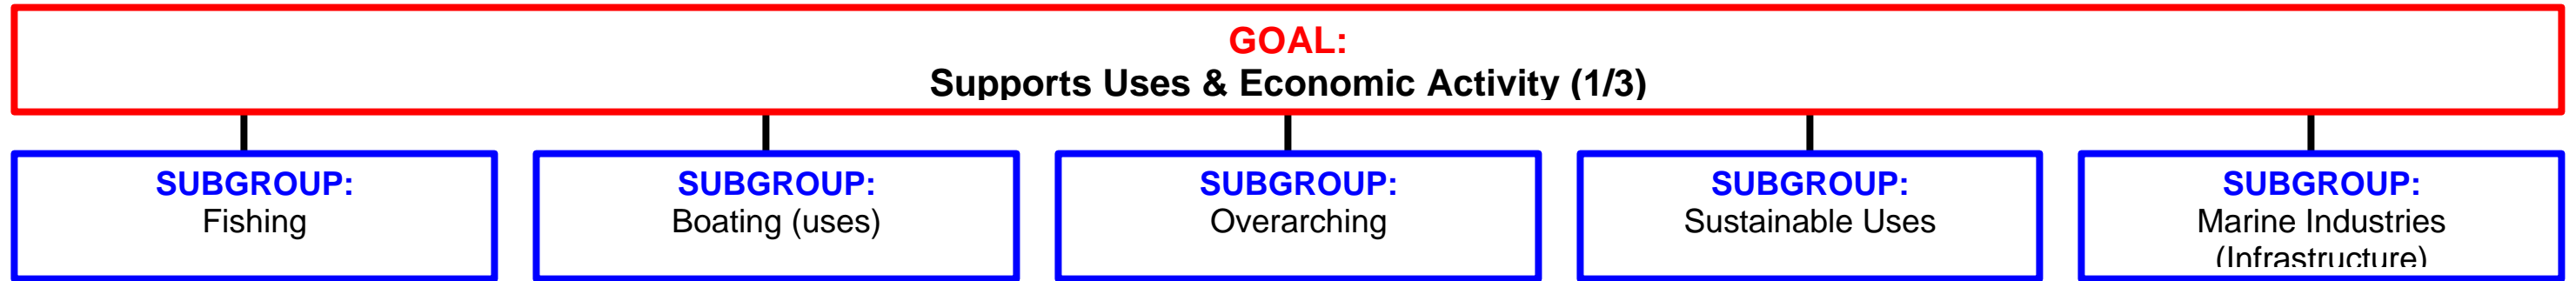 GOAL:
Supports Uses & Economic Activity (1/3)
SUBGROUP:
Fishing
SUBGROUP:
Boating (uses)
SUBGROUP:
Overarching
SUBGROUP:
Sustainable Uses
SUBGROUP:
Marine Industries
(Infrastructure)